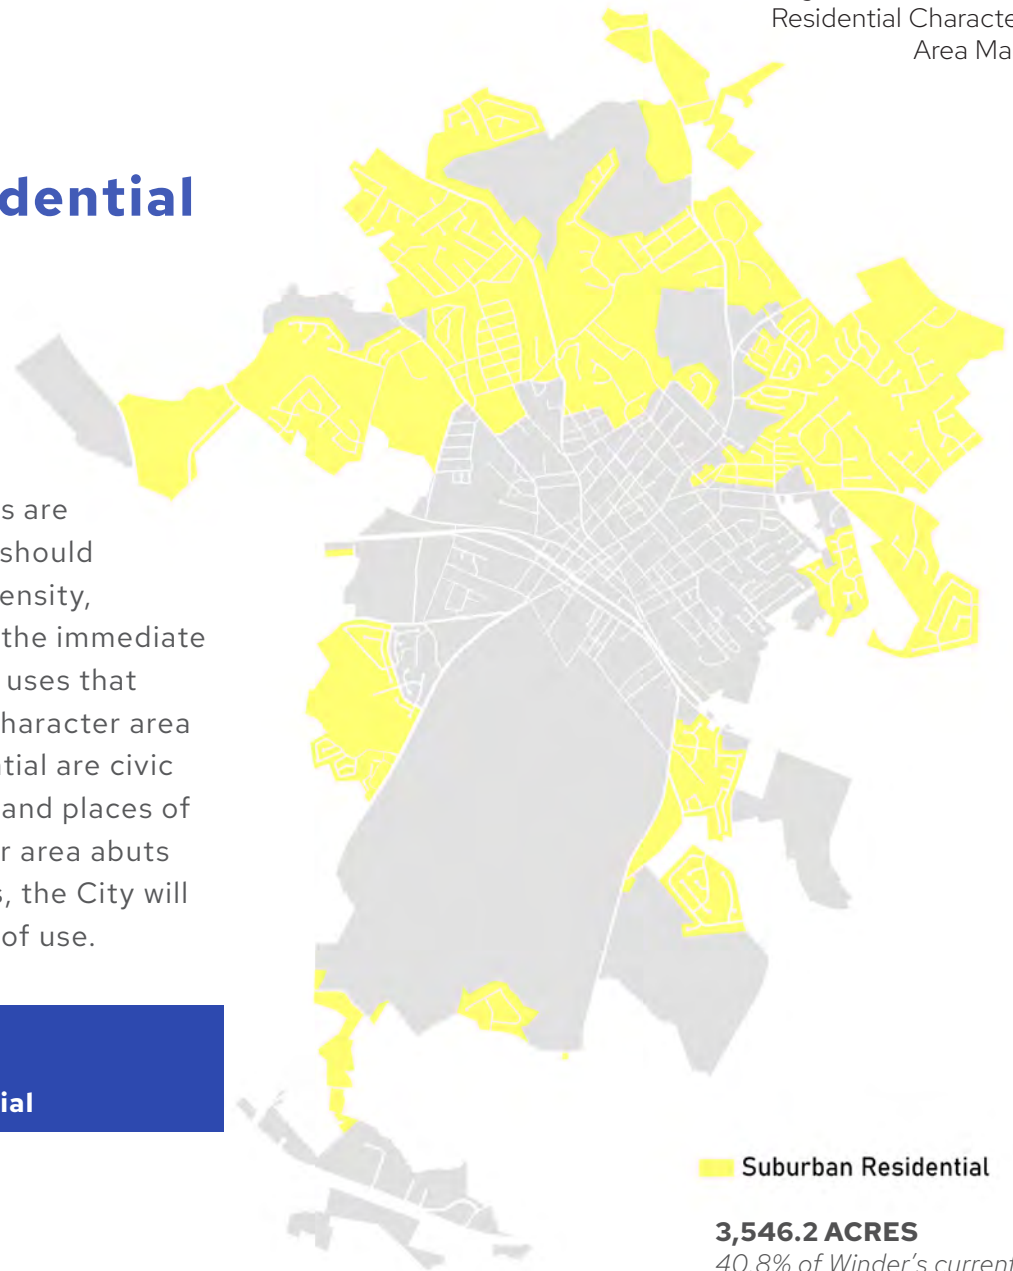 Residential Characte
Area Ma
dential
s are
should
ensity,
the immediate
uses that
haracter area
tial are civic
and places of
r area abuts
s, the City will
of use.
ial
Suburban Residential
3,546.2 ACRES
40.8% of Winder's current